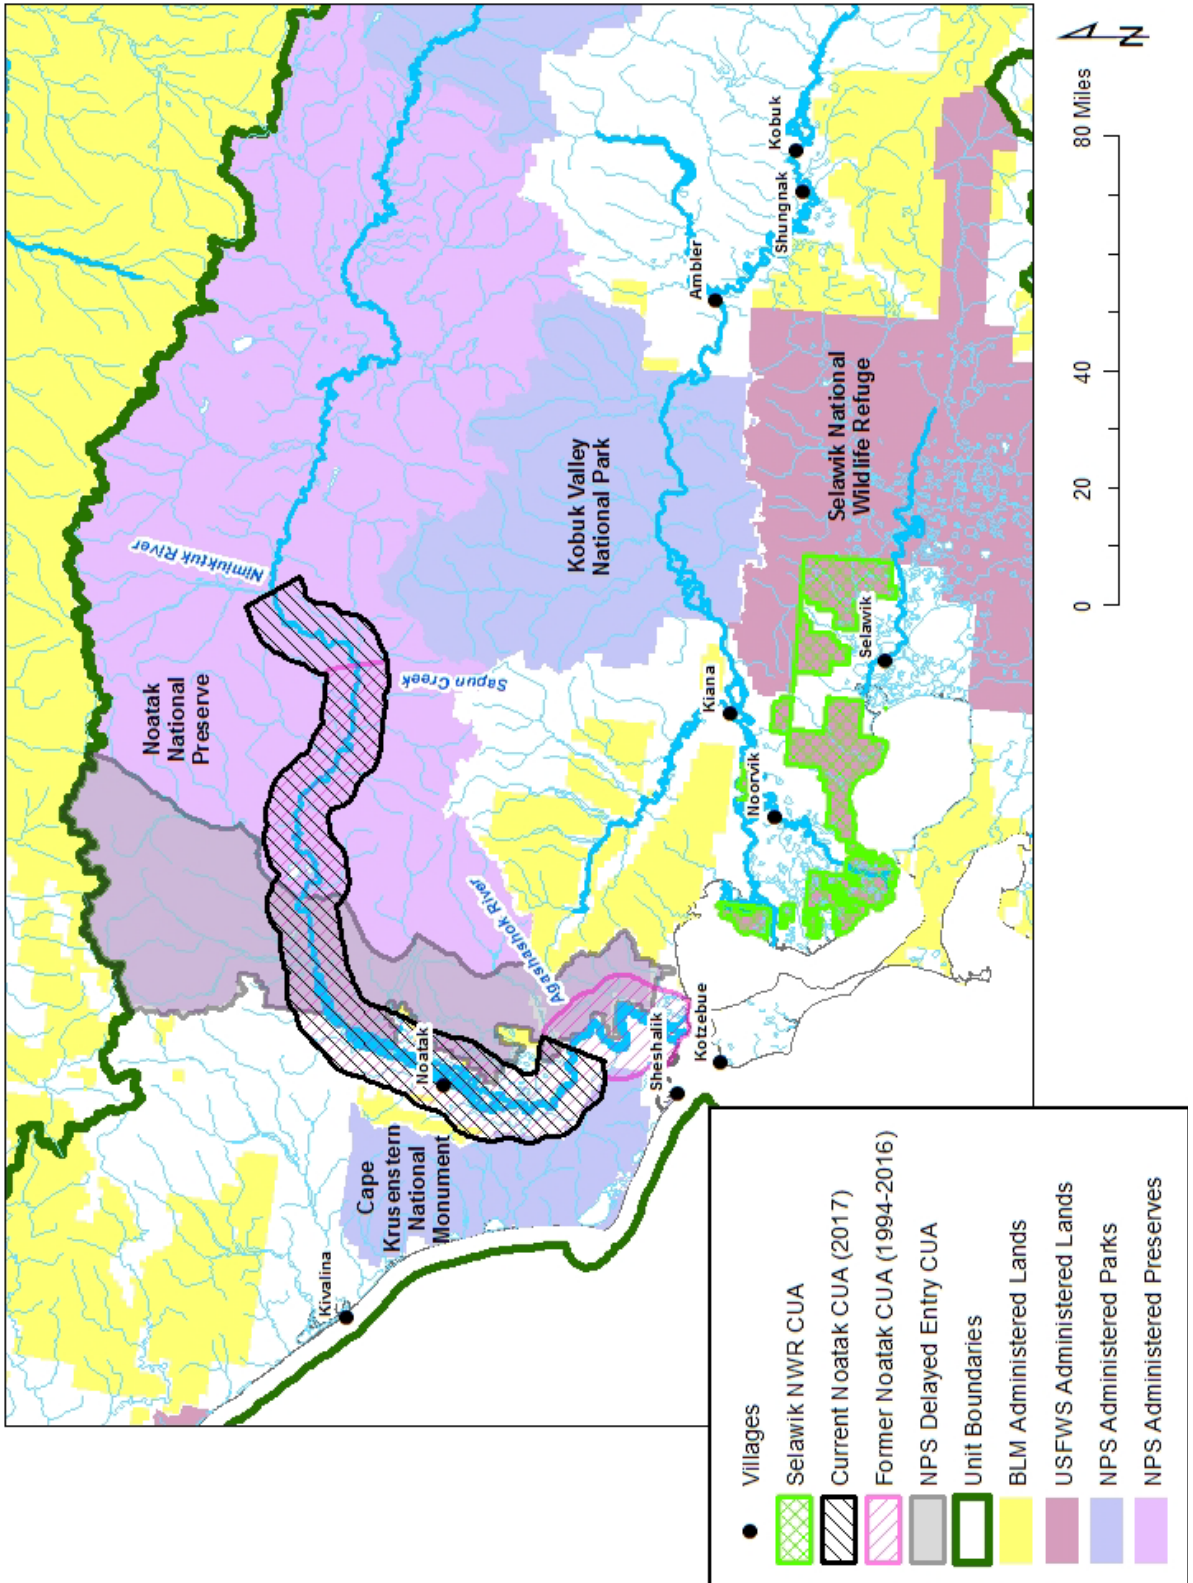 Nimiuktuk River
Noatak
National
Preserve
Sapun Creek
Agashashok River
Noatak
Cape
Krusenstern
National
Monument
Kivalina
Sheshalik
Kotzebue
Kobuk Valley
National Park
Kiana
Noorvik
Selawik
Selawik National
Wildlife Refuge
Ambler
Shungnak
Kobuk
0 20 40 80 Miles
N
Villages
Selawik NWR CUA
Current Noatak CUA (2017)
Former Noatak CUA (1994-2016)
NPS Delayed Entry CUA
Unit Boundaries
BLM Administered Lands
USFWS Administered Lands
NPS Administered Parks
NPS Administered Preserves